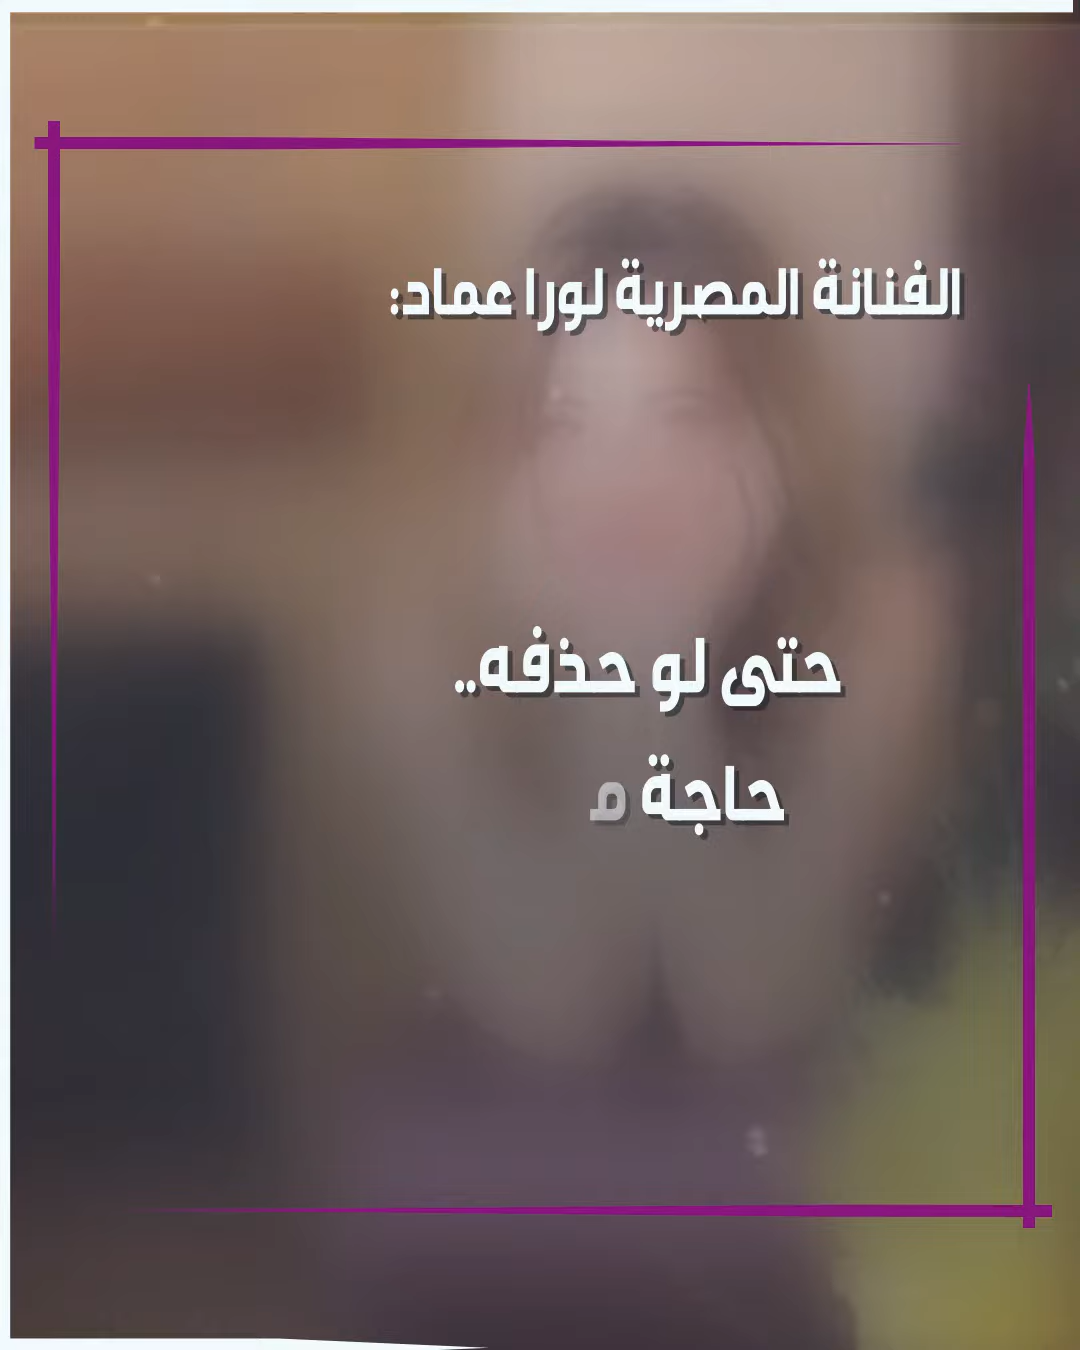 الفنانة المصرية لورا عماد:
حتى لو حذفه..
حاجة م